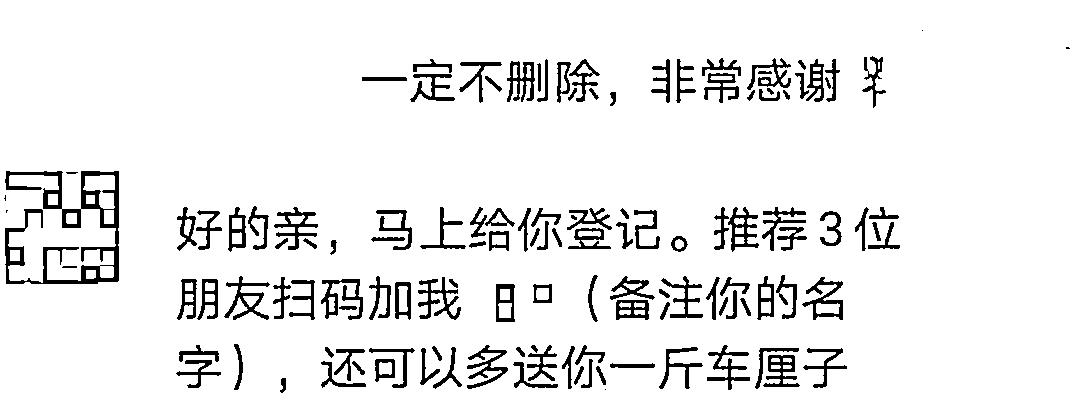 一定不删除，非常感谢
好的亲，马上给你登记。推荐3位
朋友扫码加我 （备注你的名
字），还可以多送你一斤车厘子